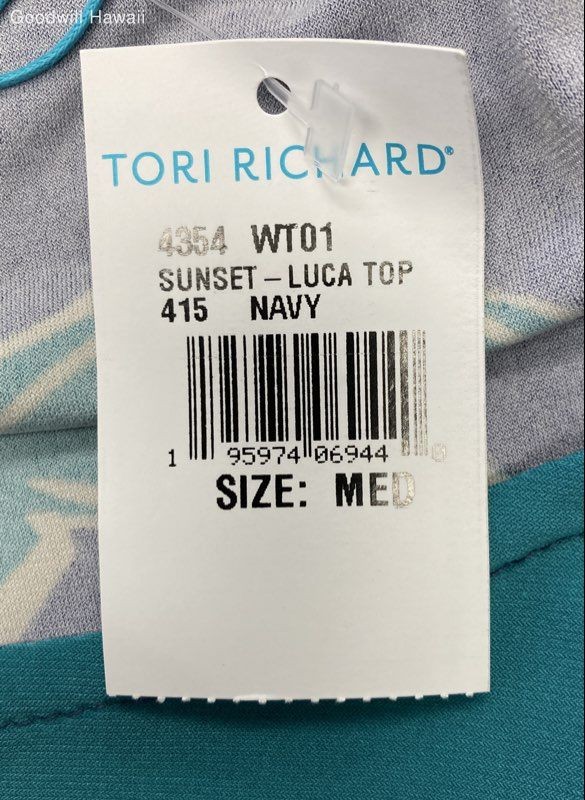 Goodwill Hawaii
TORI RICHARD®
4354 WT01
SUNSET – LUCA TOP
415 NAVY
1 95974 06944 0
SIZE: MED